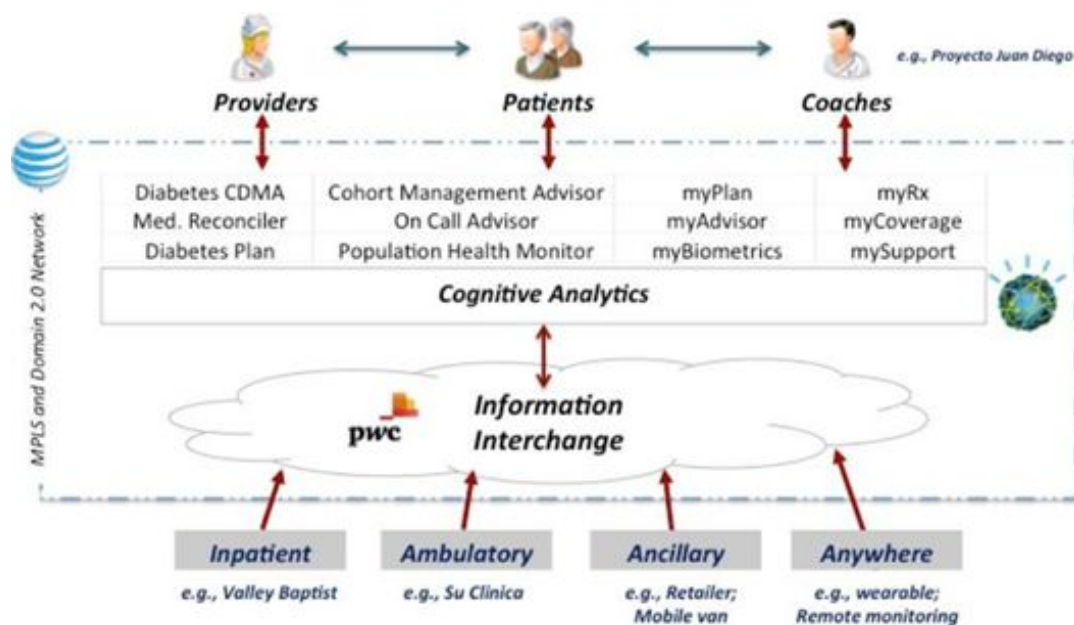 e.g., Proyecto Juan Diego
Providers
Patients
Coaches
MPLS and Domain 2.0 Network
Diabetes CDMA
Cohort Management Advisor
myPlan
myRx
Med. Reconciler
On Call Advisor
myAdvisor
myCoverage
Diabetes Plan
Population Health Monitor
myBiometrics
mySupport
Cognitive Analytics
pwc
Information
Interchange
Inpatient
Ambulatory
Ancillary
Anywhere
e.g., Valley Baptist
e.g., Su Clinica
e.g., Retailer;
Mobile van
e.g., wearable;
Remote monitoring